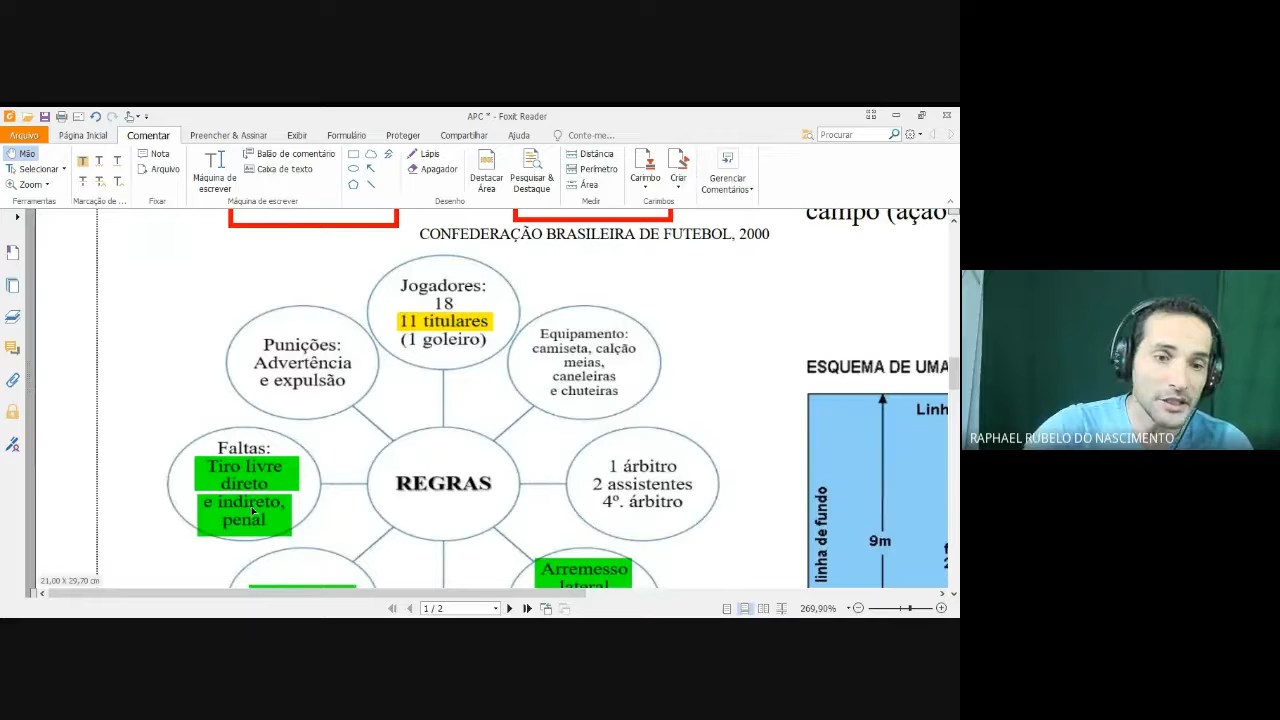 APC * - Foxit Reader
Arquivo
Página Inicial
Comentar
Preencher & Assinar
Exibir
Formulário
Proteger
Compartilhar
Ajuda
Conte-me...
Procurar
Mão
Selecionar
Zoom
Ferramentas
T T T
T T T
Marcação de ...
Nota
Arquivo
Fixar
Máquina de
escrever
Balão de comentário
Caixa de texto
Máquina de escrever
Lápis
Apagador
Desenho
Destacar
Área
Pesquisar &
Destaque
Distância
Perímetro
Área
Medir
Carimbo
Criar
Carimbos
Gerenciar
Comentários
campo (ação
CONFEDERAÇÃO BRASILEIRA DE FUTEBOL, 2000
Jogadores:
18
11 titulares
(1 goleiro)
Punições:
Advertência
e expulsão
Equipamento:
camiseta, calção
meias,
caneleiras
e chuteiras
Faltas:
Tiro livre
direto
e indireto,
penal
REGRAS
1 árbitro
2 assistentes
4º. árbitro
Arremesso
lateral
ESQUEMA DE UMA
Linh
linha de fundo
9m
f
2
RAPHAEL RUBELO DO NASCIMENTO
21,00 X 29,70 cm
1 / 2
269,90%